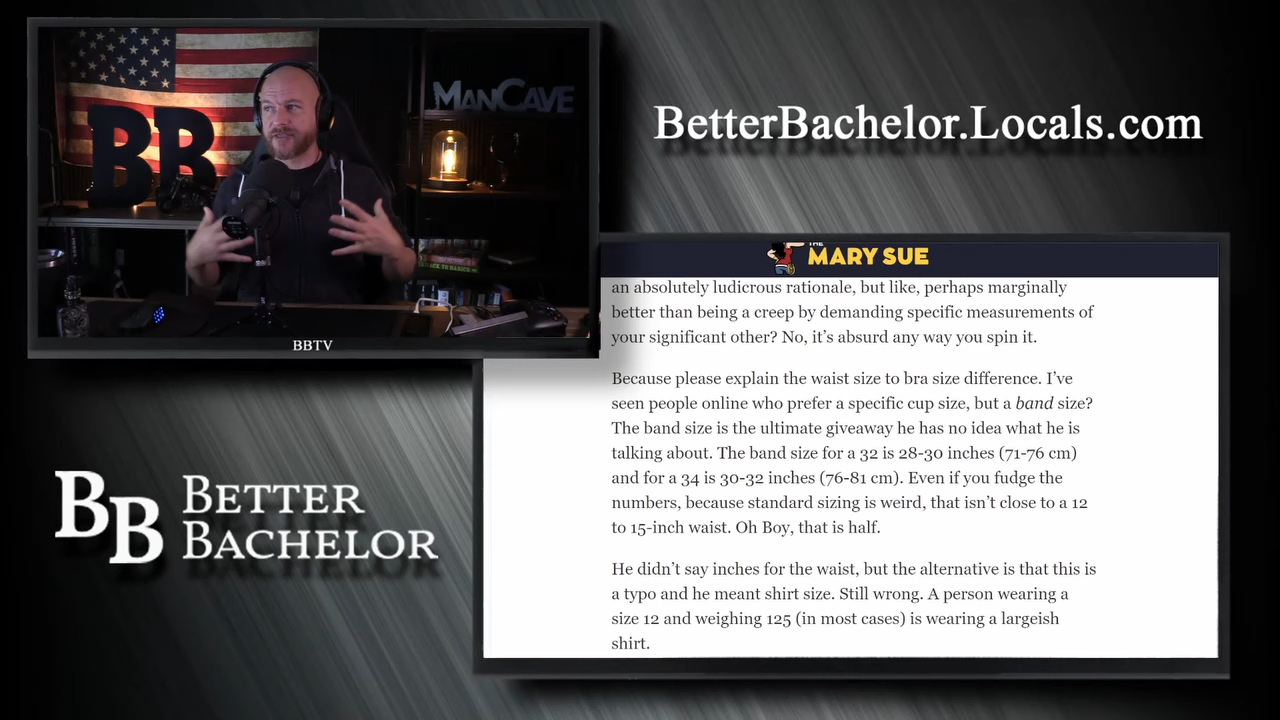 BB
MANCAVE
BACK TO BASICS
BBTV
BetterBachelor.Locals.com
THE
MARY SUE
an absolutely ludicrous rationale, but like, perhaps marginally
better than being a creep by demanding specific measurements of
your significant other? No, it’s absurd any way you spin it.
Because please explain the waist size to bra size difference. I’ve
seen people online who prefer a specific cup size, but a band size?
The band size is the ultimate giveaway he has no idea what he is
talking about. The band size for a 32 is 28-30 inches (71-76 cm)
and for a 34 is 30-32 inches (76-81 cm). Even if you fudge the
numbers, because standard sizing is weird, that isn’t close to a 12
to 15-inch waist. Oh Boy, that is half.
He didn’t say inches for the waist, but the alternative is that this is
a typo and he meant shirt size. Still wrong. A person wearing a
size 12 and weighing 125 (in most cases) is wearing a largeish
shirt.
BB
BETTER
BACHELOR